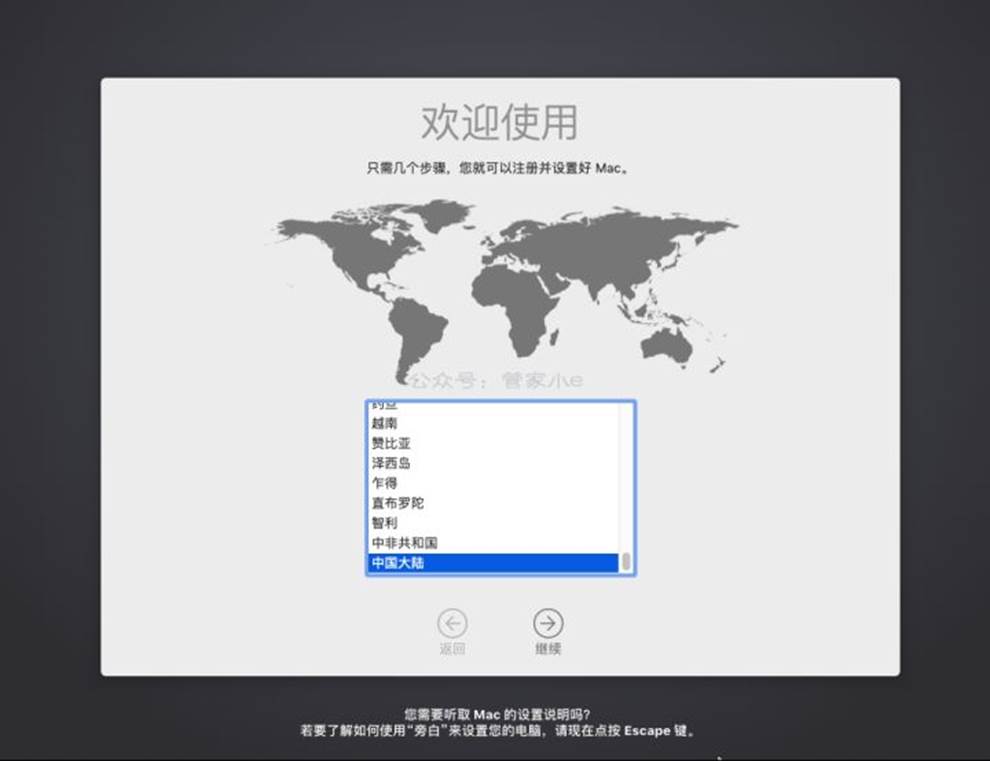 欢迎使用
只需几个步骤，您就可以注册并设置好 Mac。
公众号：管家小e
越南
赞比亚
泽西岛
乍得
直布罗陀
智利
中非共和国
中国大陆
返回
继续
您需要听取 Mac 的设置说明吗？
若要了解如何使用“旁白”来设置您的电脑，请现在点按 Escape 键。